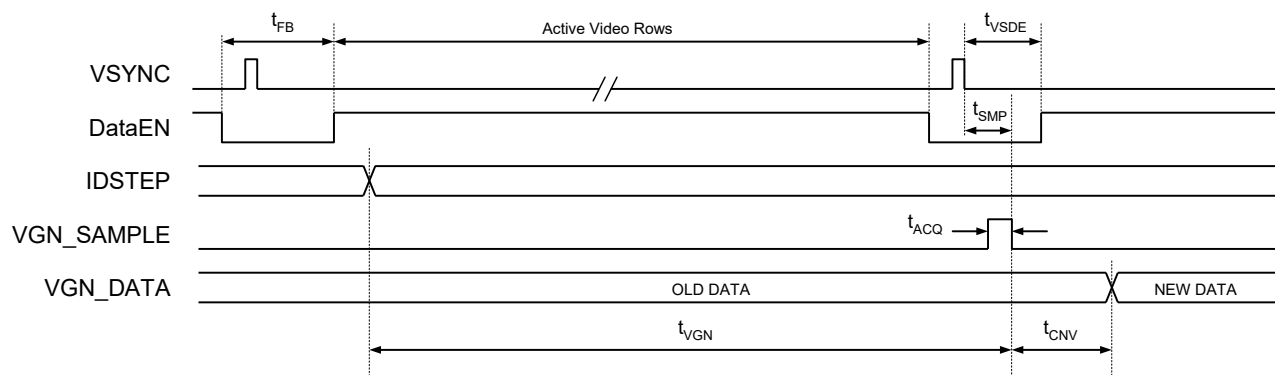 tFB
Active Video Rows
tVSDE
VSYNC
tSMP
DataEN
IDSTEP
VGN_SAMPLE
tACQ
VGN_DATA
OLD DATA
NEW DATA
tVGN
tCNV